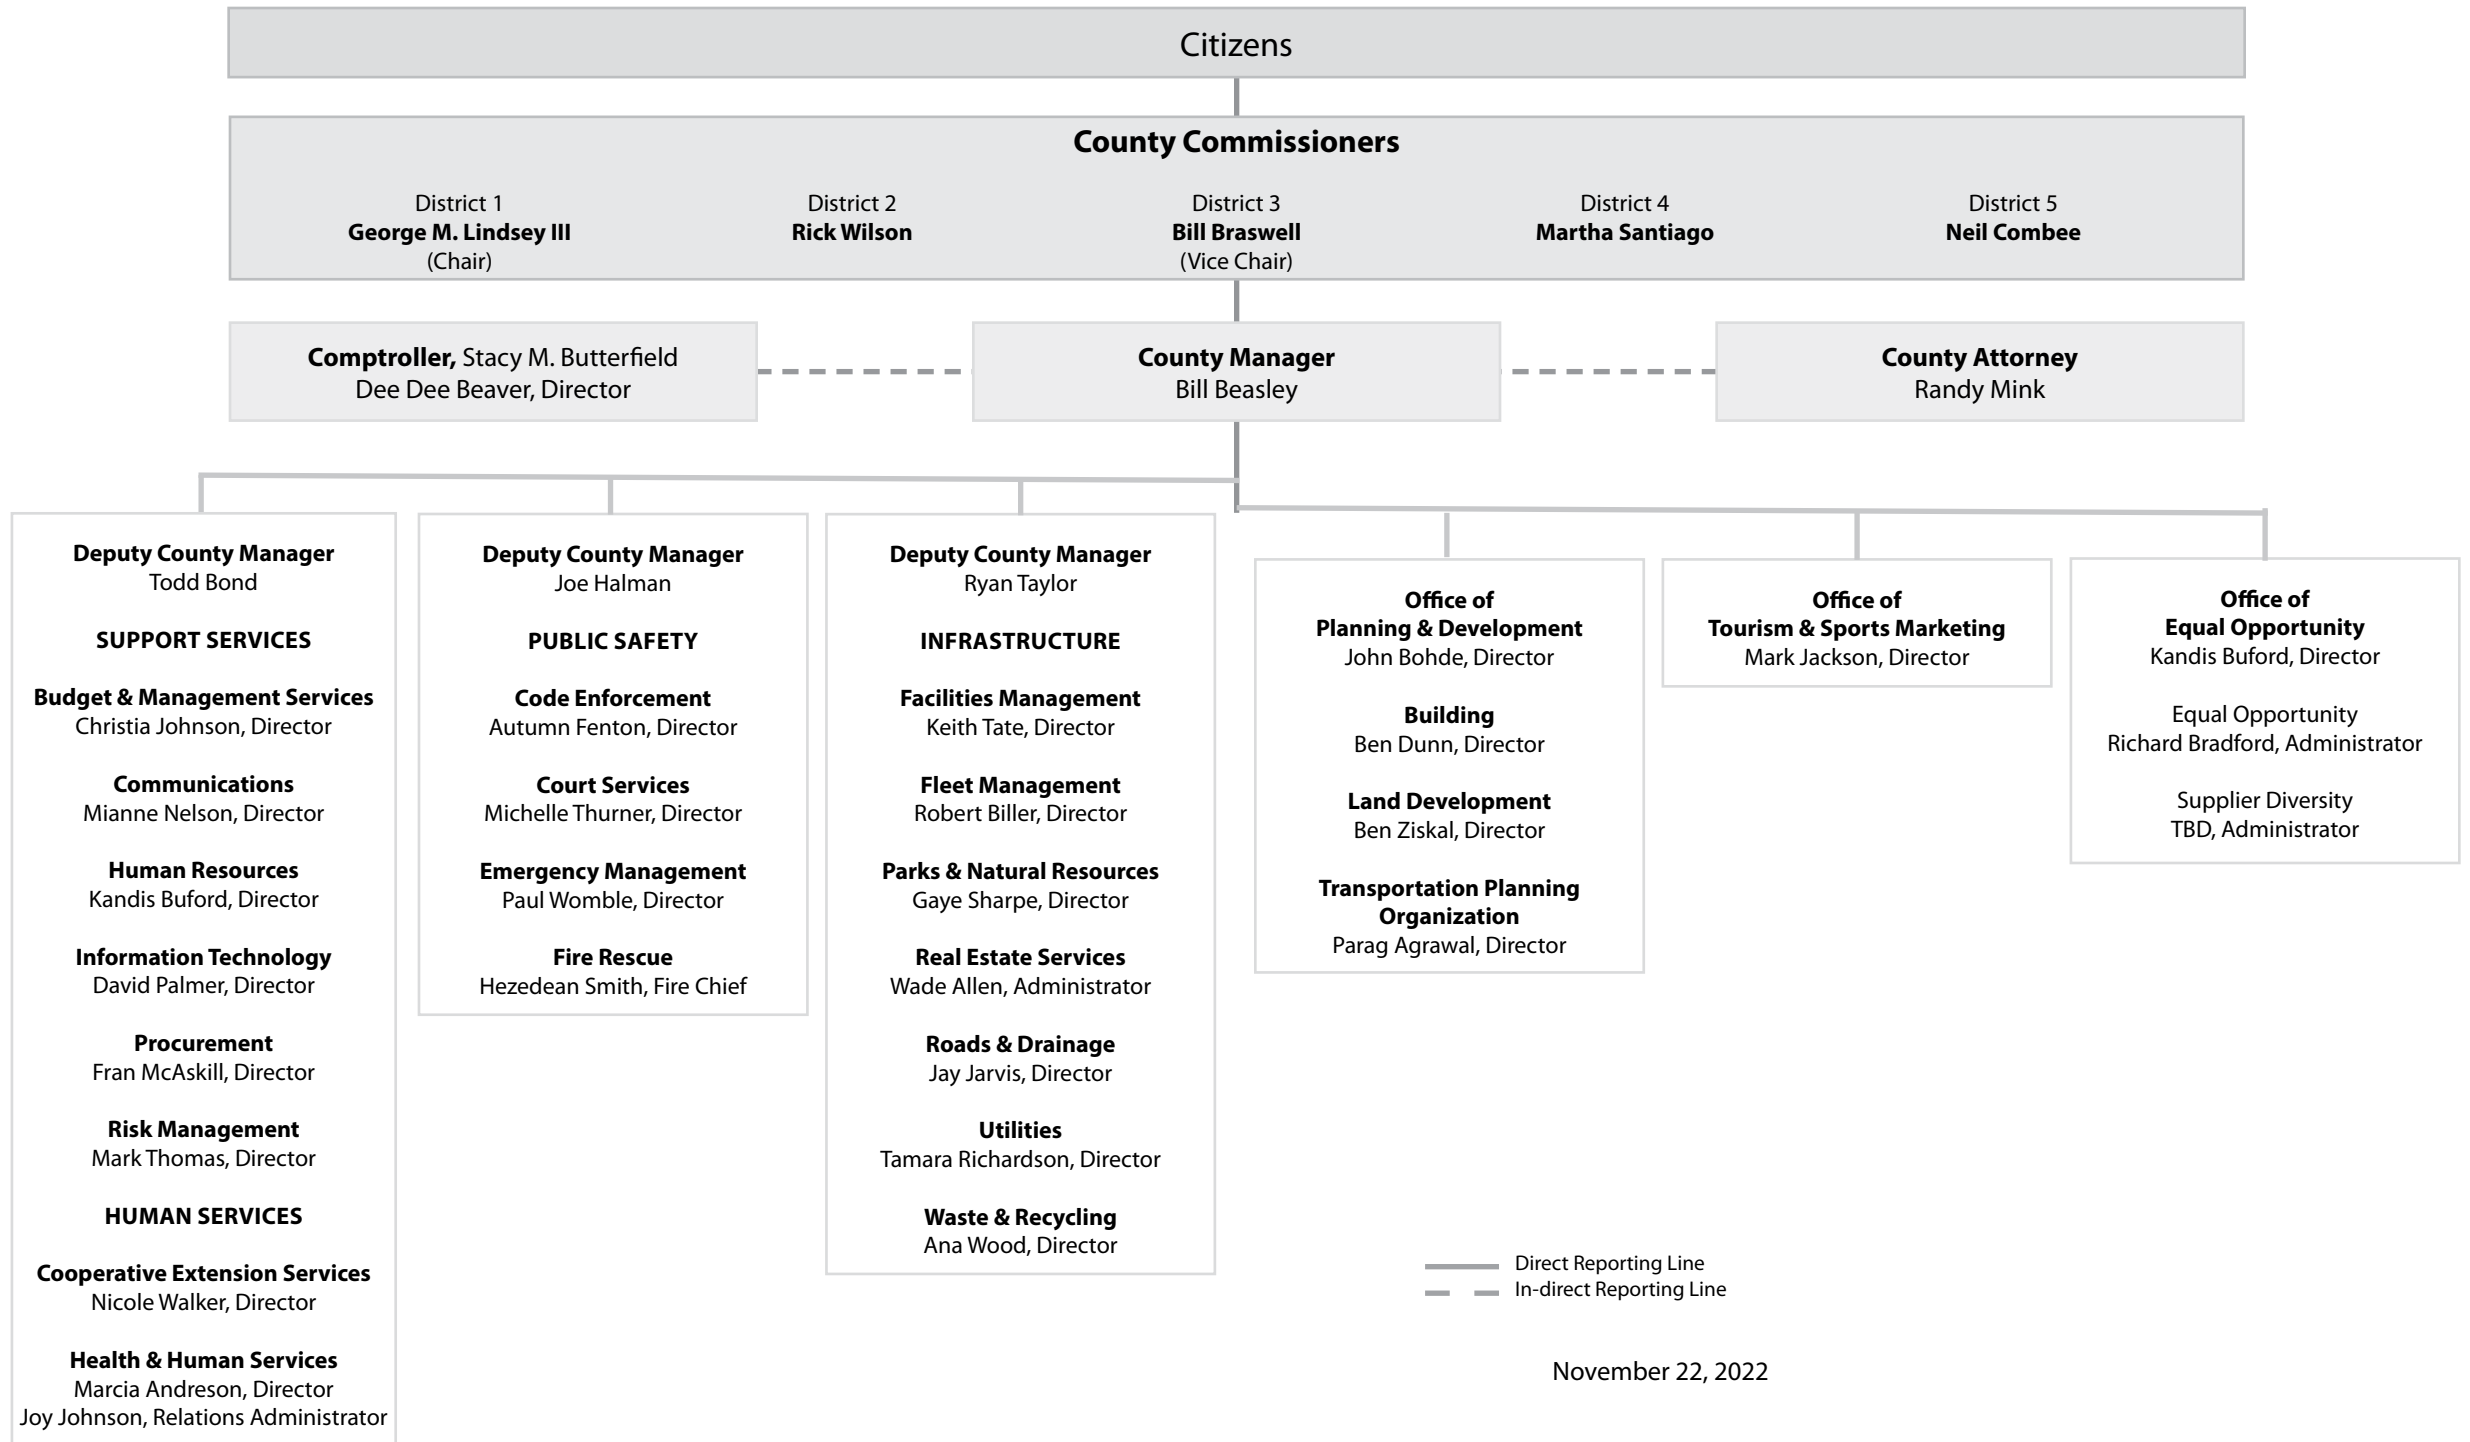 Citizens
County Commissioners
District 1
George M. Lindsey III
(Chair)
District 2
Rick Wilson
District 3
Bill Braswell
(Vice Chair)
District 4
Martha Santiago
District 5
Neil Combee
Comptroller, Stacy M. Butterfield
Dee Dee Beaver, Director
County Manager
Bill Beasley
County Attorney
Randy Mink
Deputy County Manager
Todd Bond
SUPPORT SERVICES
Budget & Management Services
Christia Johnson, Director
Communications
Mianne Nelson, Director
Human Resources
Kandis Buford, Director
Information Technology
David Palmer, Director
Procurement
Fran McAskill, Director
Risk Management
Mark Thomas, Director
HUMAN SERVICES
Cooperative Extension Services
Nicole Walker, Director
Health & Human Services
Marcia Andreson, Director
Joy Johnson, Relations Administrator
Deputy County Manager
Joe Halman
PUBLIC SAFETY
Code Enforcement
Autumn Fenton, Director
Court Services
Michelle Thurner, Director
Emergency Management
Paul Womble, Director
Fire Rescue
Hezedean Smith, Fire Chief
Deputy County Manager
Ryan Taylor
INFRASTRUCTURE
Facilities Management
Keith Tate, Director
Fleet Management
Robert Biller, Director
Parks & Natural Resources
Gaye Sharpe, Director
Real Estate Services
Wade Allen, Administrator
Roads & Drainage
Jay Jarvis, Director
Utilities
Tamara Richardson, Director
Waste & Recycling
Ana Wood, Director
Office of
Planning & Development
John Bohde, Director
Building
Ben Dunn, Director
Land Development
Ben Ziskal, Director
Transportation Planning
Organization
Parag Agrawal, Director
Office of
Tourism & Sports Marketing
Mark Jackson, Director
Office of
Equal Opportunity
Kandis Buford, Director
Equal Opportunity
Richard Bradford, Administrator
Supplier Diversity
TBD, Administrator
Direct Reporting Line
In-direct Reporting Line
November 22, 2022